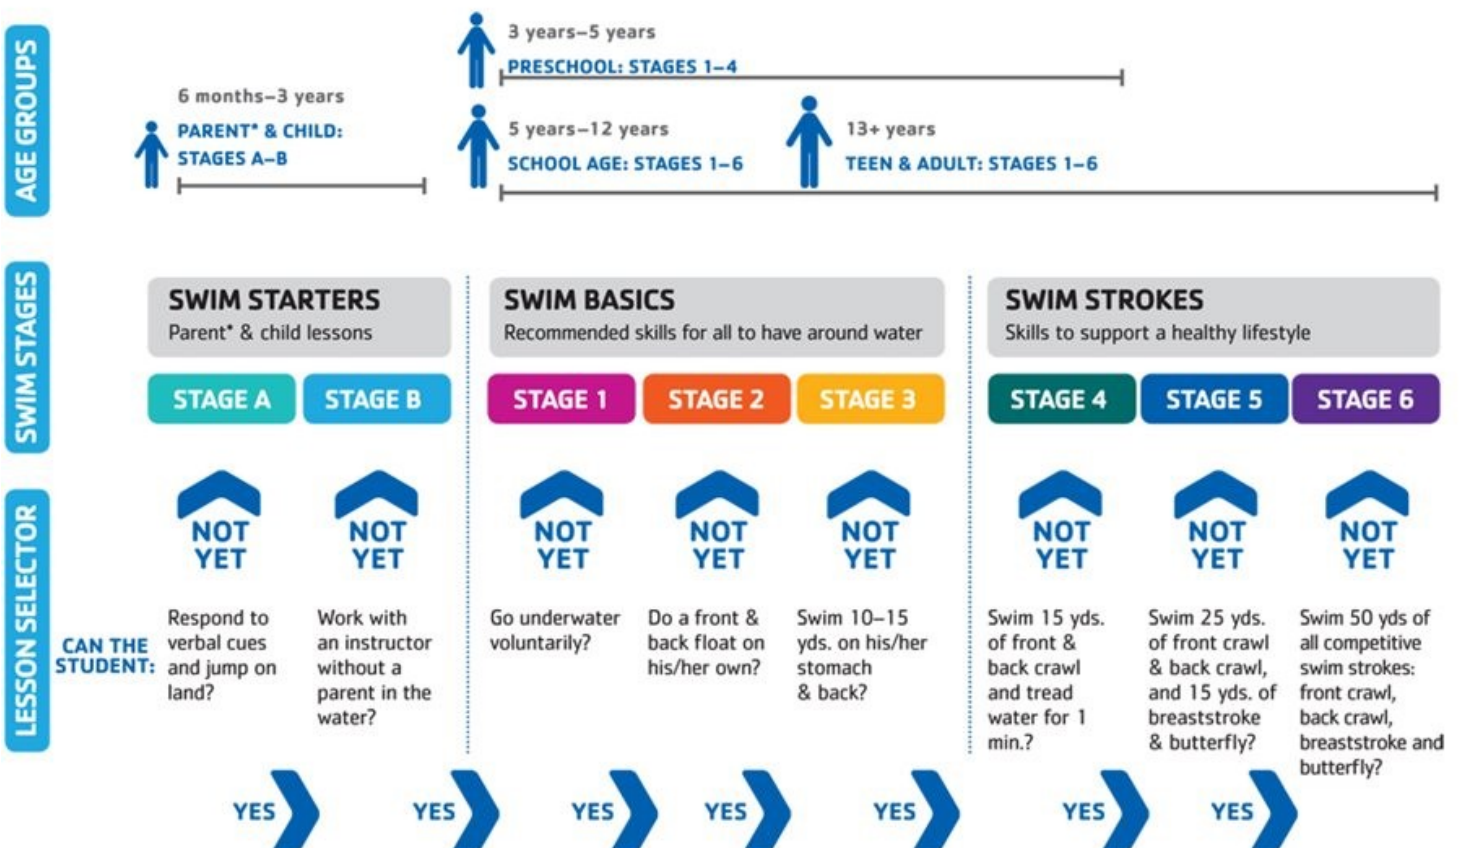 AGE GROUPS
6 months–3 years
PARENT* & CHILD:
STAGES A–B
3 years–5 years
PRESCHOOL: STAGES 1–4
5 years–12 years
SCHOOL AGE: STAGES 1–6
13+ years
TEEN & ADULT: STAGES 1–6
SWIM STAGES
SWIM STARTERS
Parent* & child lessons
STAGE A
STAGE B
SWIM BASICS
Recommended skills for all to have around water
STAGE 1
STAGE 2
STAGE 3
SWIM STROKES
Skills to support a healthy lifestyle
STAGE 4
STAGE 5
STAGE 6
LESSON SELECTOR
CAN THE
STUDENT:
NOT
YET
Respond to
verbal cues
and jump on
land?
YES
NOT
YET
Work with
an instructor
without a
parent in the
water?
YES
NOT
YET
Go underwater
voluntarily?
YES
NOT
YET
Do a front &
back float on
his/her own?
YES
NOT
YET
Swim 10–15
yds. on his/her
stomach
& back?
YES
NOT
YET
Swim 15 yds.
of front &
back crawl
and tread
water for 1
min.?
YES
NOT
YET
Swim 25 yds.
of front crawl
& back crawl,
and 15 yds. of
breaststroke
& butterfly?
YES
NOT
YET
Swim 50 yds of
all competitive
swim strokes:
front crawl,
back crawl,
breaststroke and
butterfly?